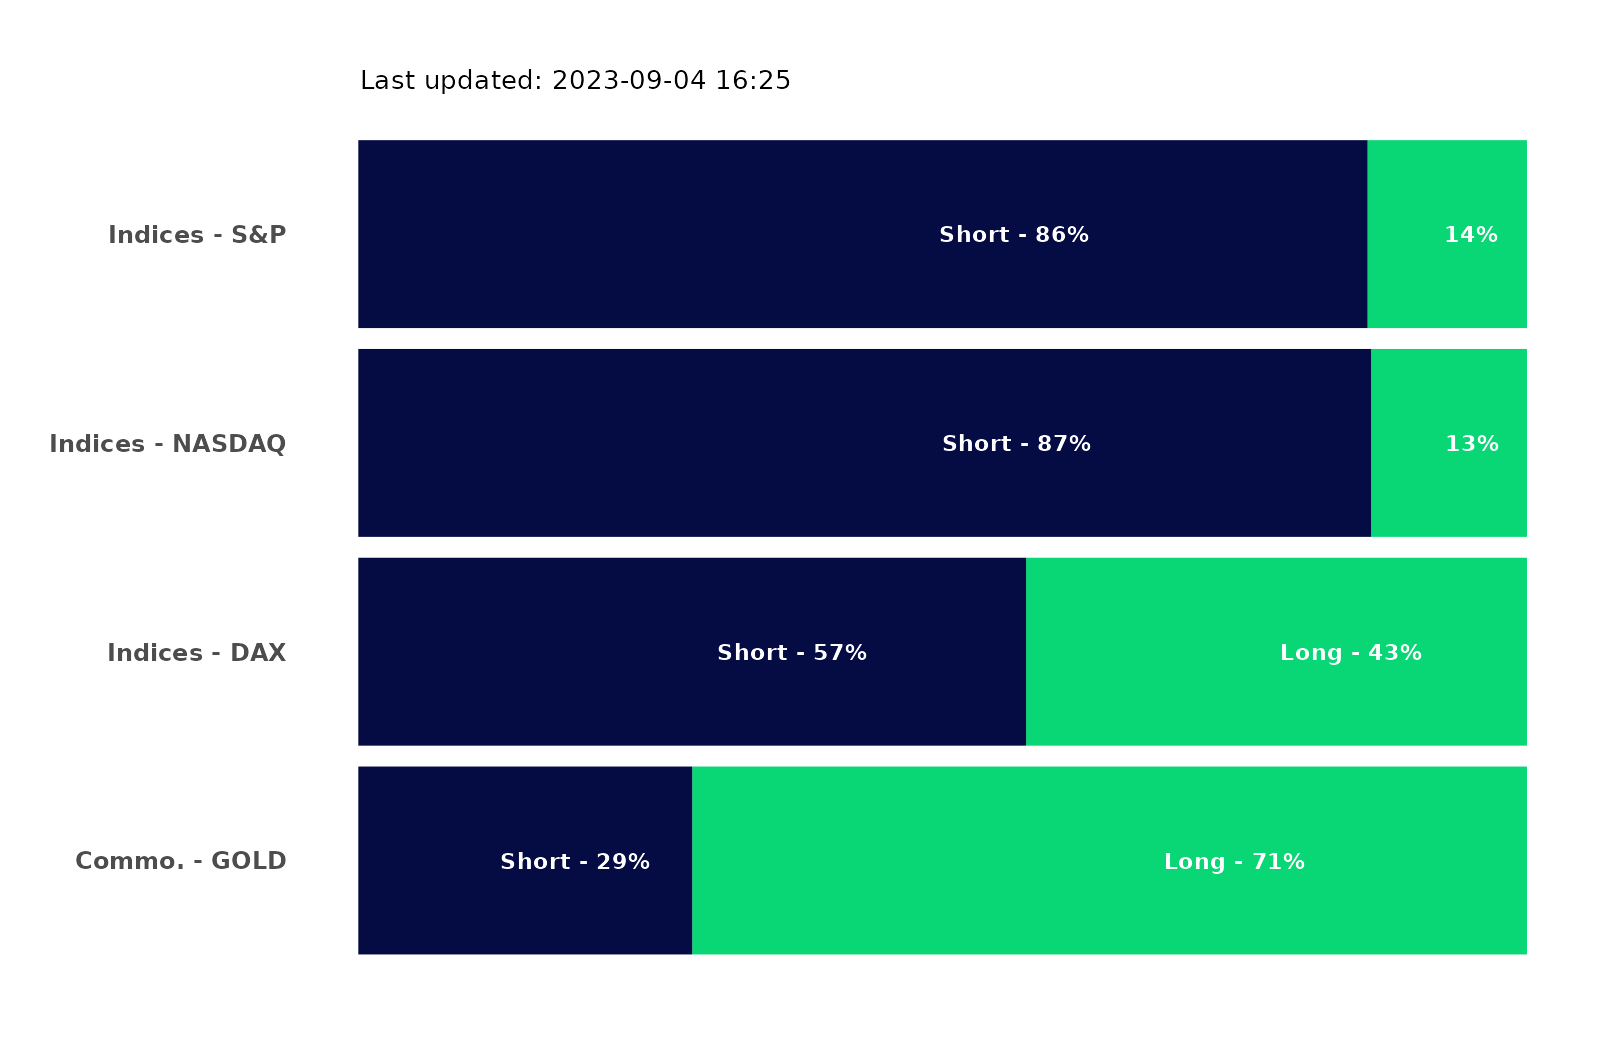 Last updated: 2023-09-04 16:25
Indices - S&P
Short - 86%
14%
Indices - NASDAQ
Short - 87%
13%
Indices - DAX
Short - 57%
Long - 43%
Commo. - GOLD
Short - 29%
Long - 71%